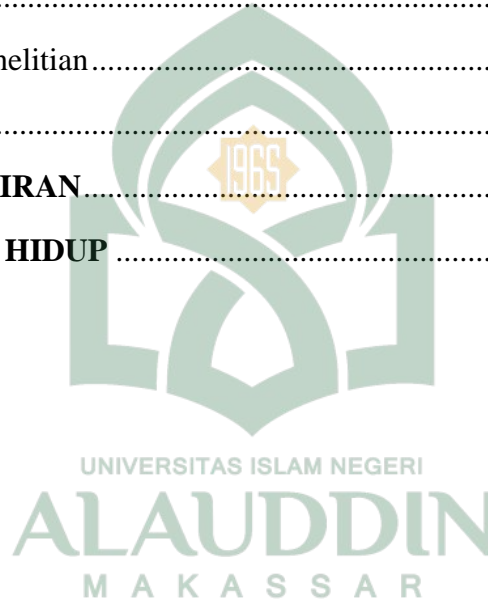 .....................................................................
nelitian.............................................................
.....................................................................
1965
IRAN.............................................................
HIDUP .........................................................
UNIVERSITAS ISLAM NEGERI
ALAUDDIN
MAKASSAR